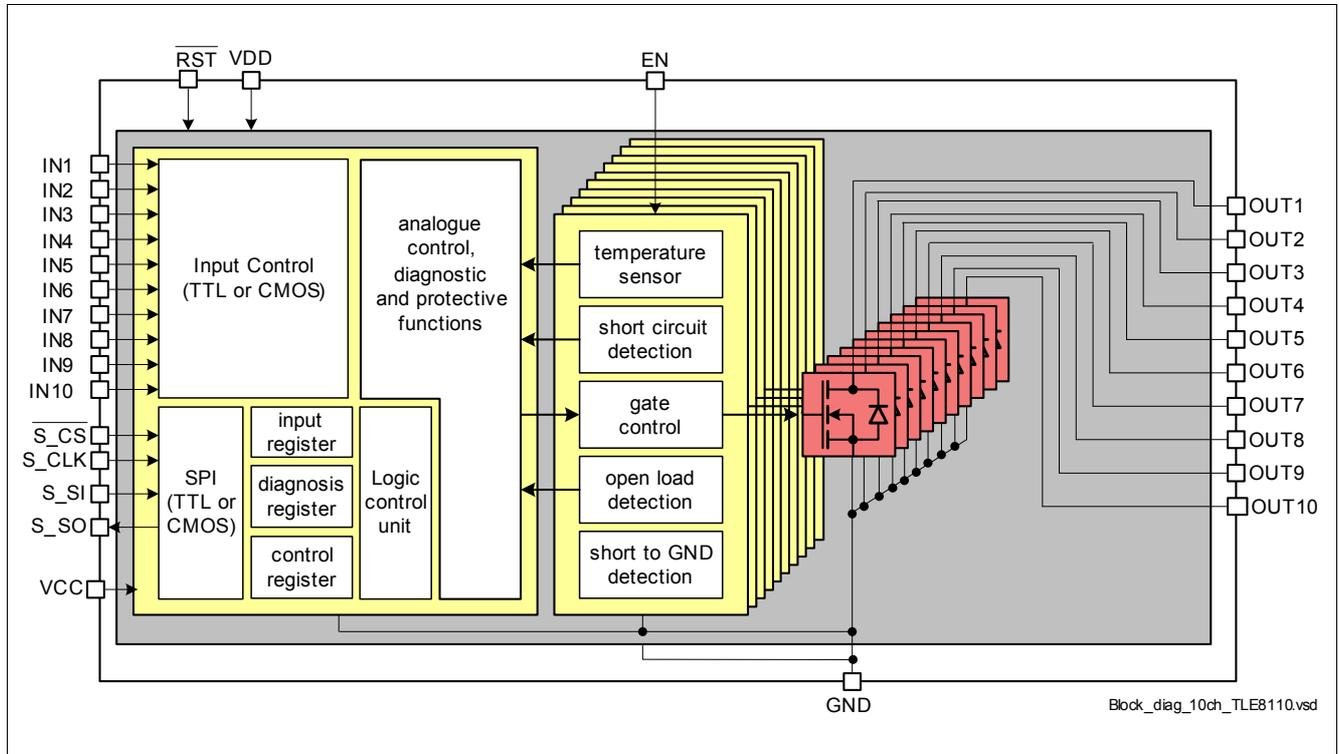 RST VDD
EN
IN1
IN2
IN3
IN4
IN5
IN6
IN7
IN8
IN9
IN10
S_CS
S_CLK
S_SI
S_SO
VCC
Input Control
(TTL or CMOS)
analogue
control,
diagnostic
and protective
functions
SPI
(TTL or
CMOS)
input
register
diagnosis
register
control
register
Logic
control
unit
temperature
sensor
short circuit
detection
gate
control
open load
detection
short to GND
detection
OUT1
OUT2
OUT3
OUT4
OUT5
OUT6
OUT7
OUT8
OUT9
OUT10
GND
Block_diag_10ch_TLE8110.vsd